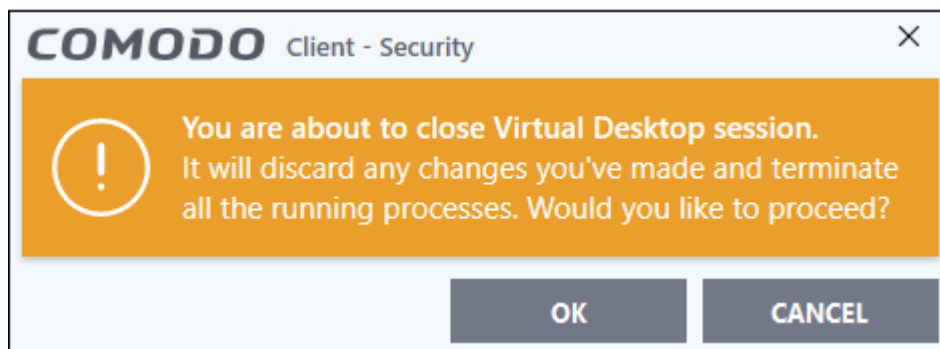 COMODO Client - Security
You are about to close Virtual Desktop session.
It will discard any changes you've made and terminate
all the running processes. Would you like to proceed?
OK CANCEL